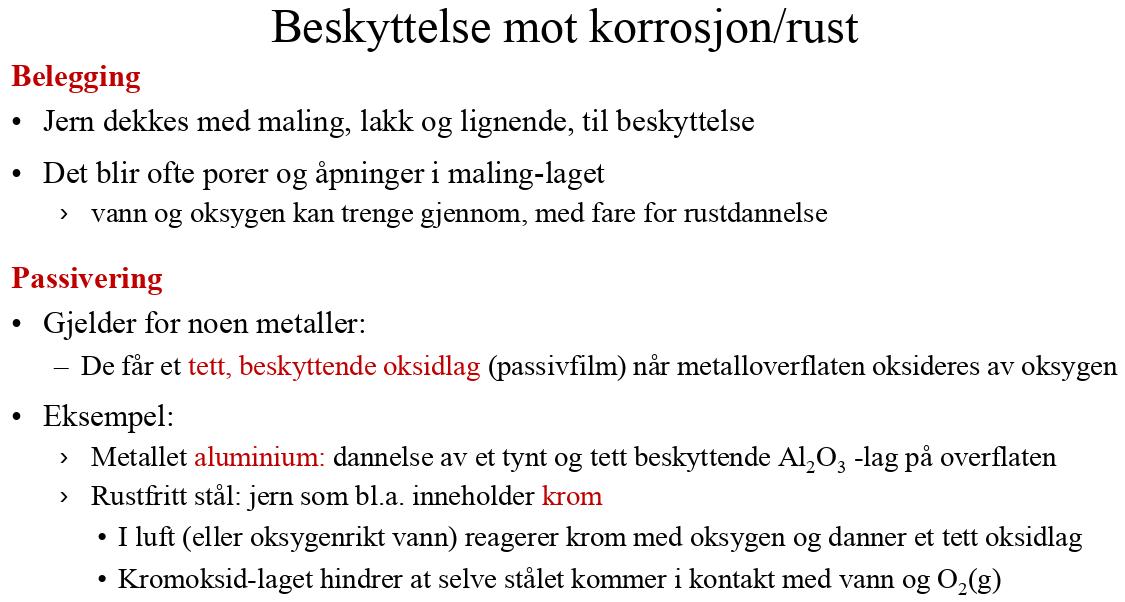 Beskyttelse mot korrosjon/rust
Belegging
• Jern dekkes med maling, lakk og lignende, til beskyttelse
• Det blir ofte porer og åpninger i maling-laget
› vann og oksygen kan trenge gjennom, med fare for rustdannelse
Passivering
• Gjelder for noen metaller:
– De får et tett, beskyttende oksidlag (passivfilm) når metalloverflaten oksideres av oksygen
• Eksempel:
› Metallet aluminium: dannelse av et tynt og tett beskyttende Al₂O₃ -lag på overflaten
› Rustfritt stål: jern som bl.a. inneholder krom
• I luft (eller oksygenrikt vann) reagerer krom med oksygen og danner et tett oksidlag
• Kromoksid-laget hindrer at selve stålet kommer i kontakt med vann og O₂(g)